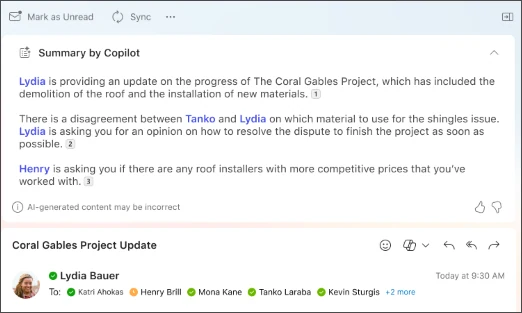 Mark as Unread Sync ...
Summary by Copilot
Lydia is providing an update on the progress of The Coral Gables Project, which has included the
demolition of the roof and the installation of new materials. 1
There is a disagreement between Tanko and Lydia on which material to use for the shingles issue.
Lydia is asking you for an opinion on how to resolve the dispute to finish the project as soon as
possible. 2
Henry is asking you if there are any roof installers with more competitive prices that you've
worked with. 3
AI-generated content may be incorrect
Coral Gables Project Update
Lydia Bauer Today at 9:30 AM
To: Katri Ahokas Henry Brill Mona Kane Tanko Laraba Kevin Sturgis +2 more